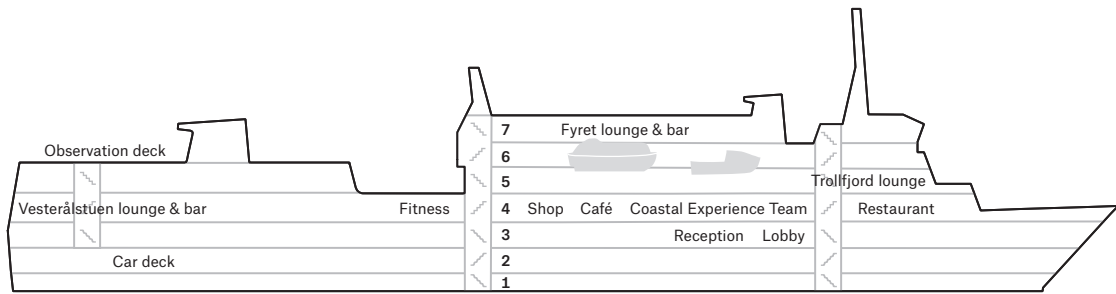 7 Fyret lounge & bar
Observation deck
6
5 Trollfjord lounge
Vesterålstuen lounge & bar Fitness 4 Shop Café Coastal Experience Team Restaurant
3 Reception Lobby
Car deck 2
1